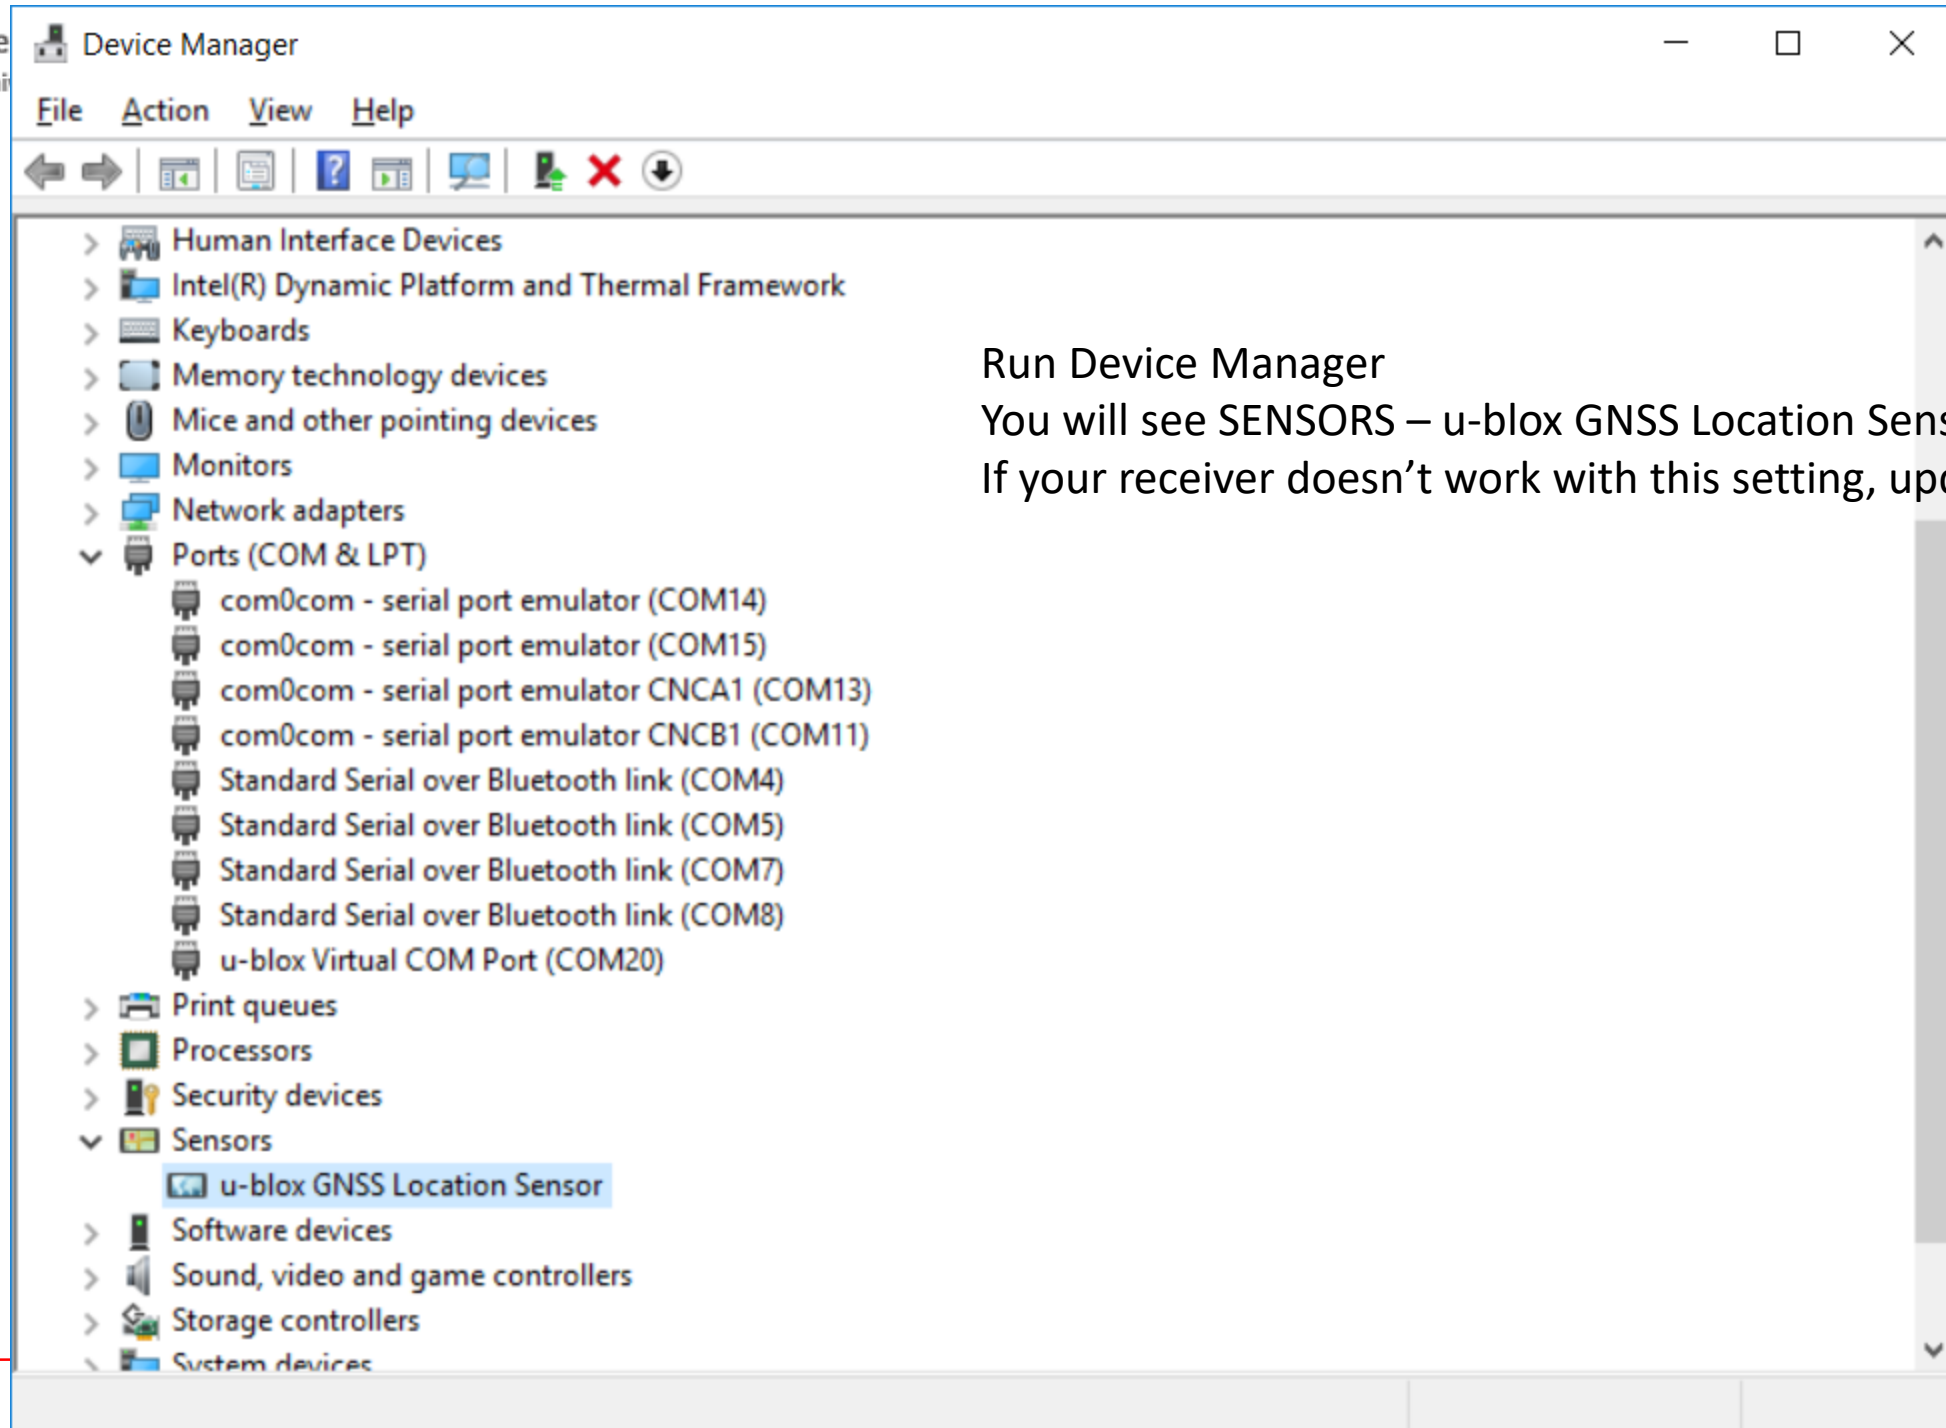 Device Manager
File Action View Help
Human Interface Devices
Intel(R) Dynamic Platform and Thermal Framework
Keyboards
Memory technology devices
Mice and other pointing devices
Monitors
Network adapters
Ports (COM & LPT)
com0com - serial port emulator (COM14)
com0com - serial port emulator (COM15)
com0com - serial port emulator CNCA1 (COM13)
com0com - serial port emulator CNCB1 (COM11)
Standard Serial over Bluetooth link (COM4)
Standard Serial over Bluetooth link (COM5)
Standard Serial over Bluetooth link (COM7)
Standard Serial over Bluetooth link (COM8)
u-blox Virtual COM Port (COM20)
Print queues
Processors
Security devices
Sensors
u-blox GNSS Location Sensor
Software devices
Sound, video and game controllers
Storage controllers
System devices
Run Device Manager
You will see SENSORS – u-blox GNSS Location
If your receiver doesn’t work with this setting,